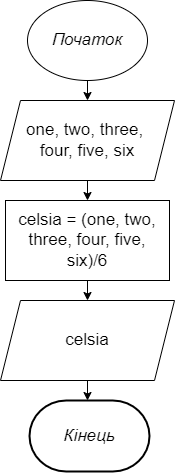 Початок
one, two, three,
four, five, six
celsia = (one, two,
three, four, five,
six)/6
celsia
Кінець